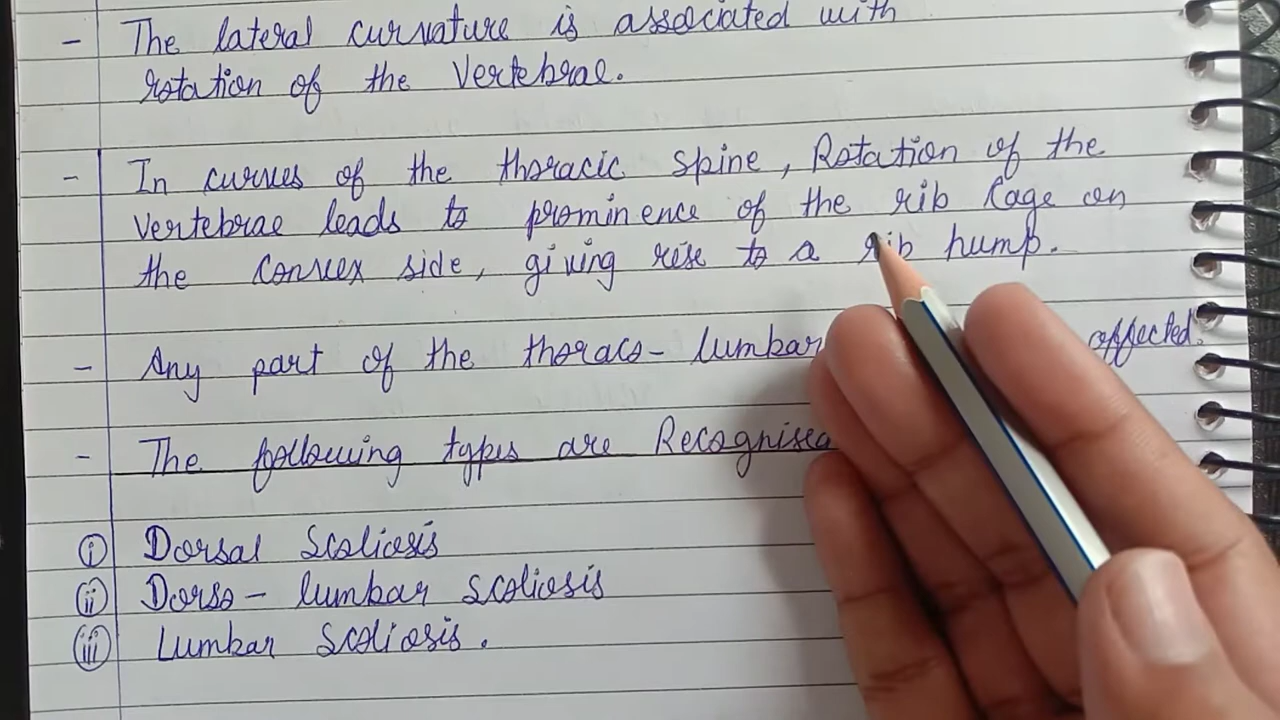 - The lateral curvature is associated with
rotation of the Vertebrae.
- In curves of the thoracic spine, Rotation of the
Vertebrae leads to prominence of the rib cage on
the convex side, giving rise to a rib hump.
- Any part of the thoraco-lumbar affected.
- The following types are Recognised
(i) Dorsal Scoliosis
(ii) Dorso-lumbar Scoliosis
(iii) Lumbar Scoliosis.